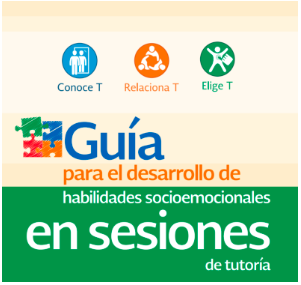 Conoce T Relaciona T Elige T
Guía
para el desarrollo de
habilidades socioemocionales
en sesiones
de tutoría